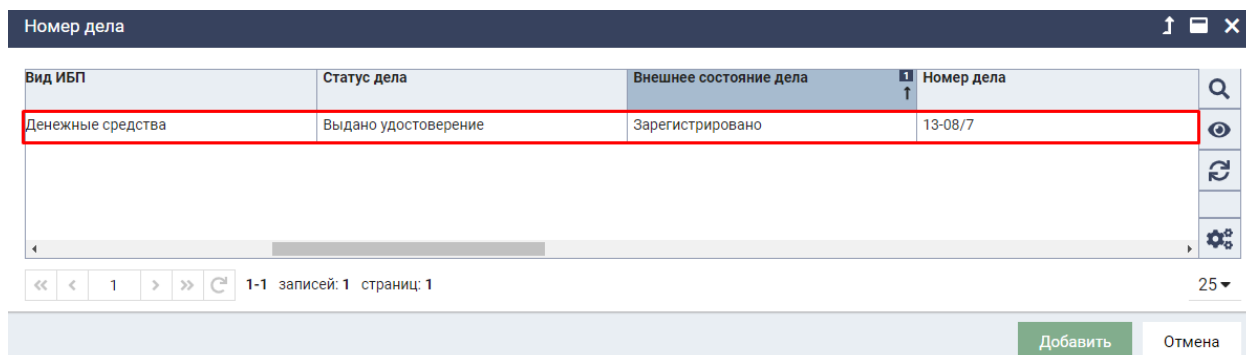 Номер дела
Вид ИБП Статус дела Внешнее состояние дела 1 Номер дела
Денежные средства Выдано удостоверение Зарегистрировано 13-08/7
1 1-1 записей: 1 страниц: 1 25
Добавить Отмена